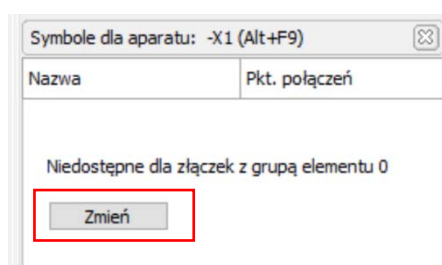 Symbole dla aparatu: -X1 (Alt+F9)
Nazwa Pkt. połączeń
Niedostępne dla złączek z grupą elementu 0
Zmień